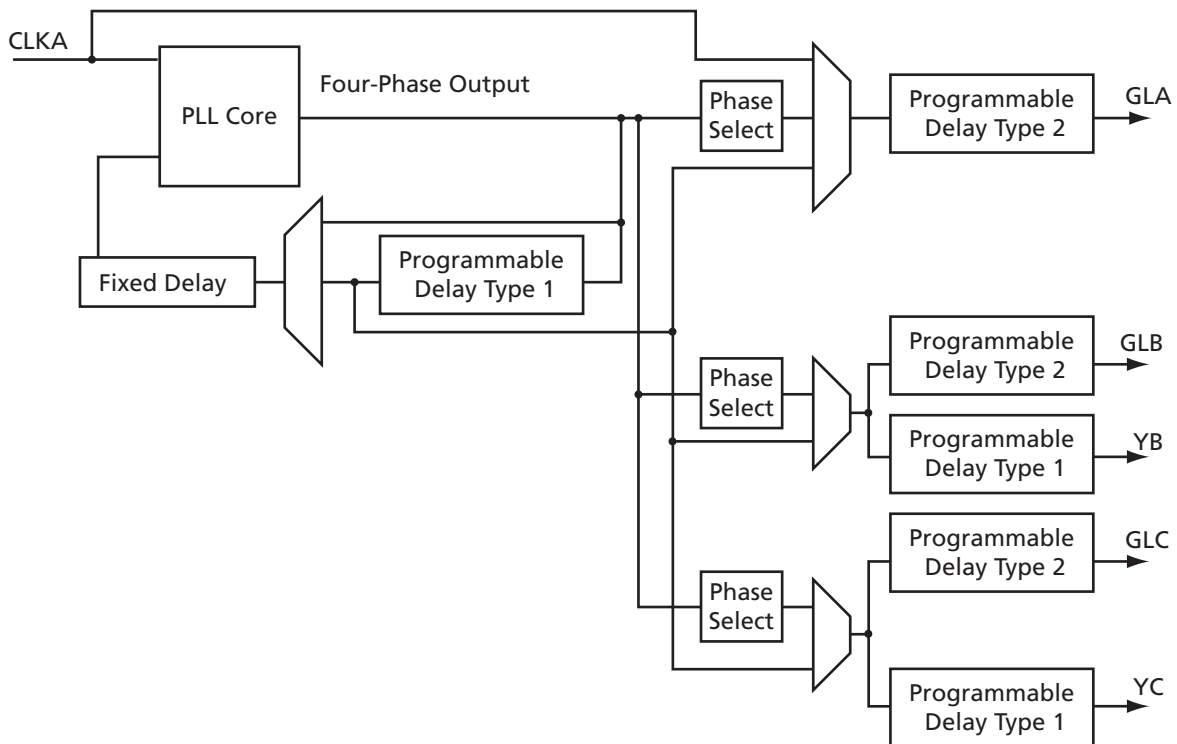 CLKA
PLL Core
Four-Phase Output
Phase
Select
Programmable
Delay Type 2
GLA
Fixed Delay
Programmable
Delay Type 1
Phase
Select
Programmable
Delay Type 2
GLB
Programmable
Delay Type 1
YB
Phase
Select
Programmable
Delay Type 2
GLC
Programmable
Delay Type 1
YC